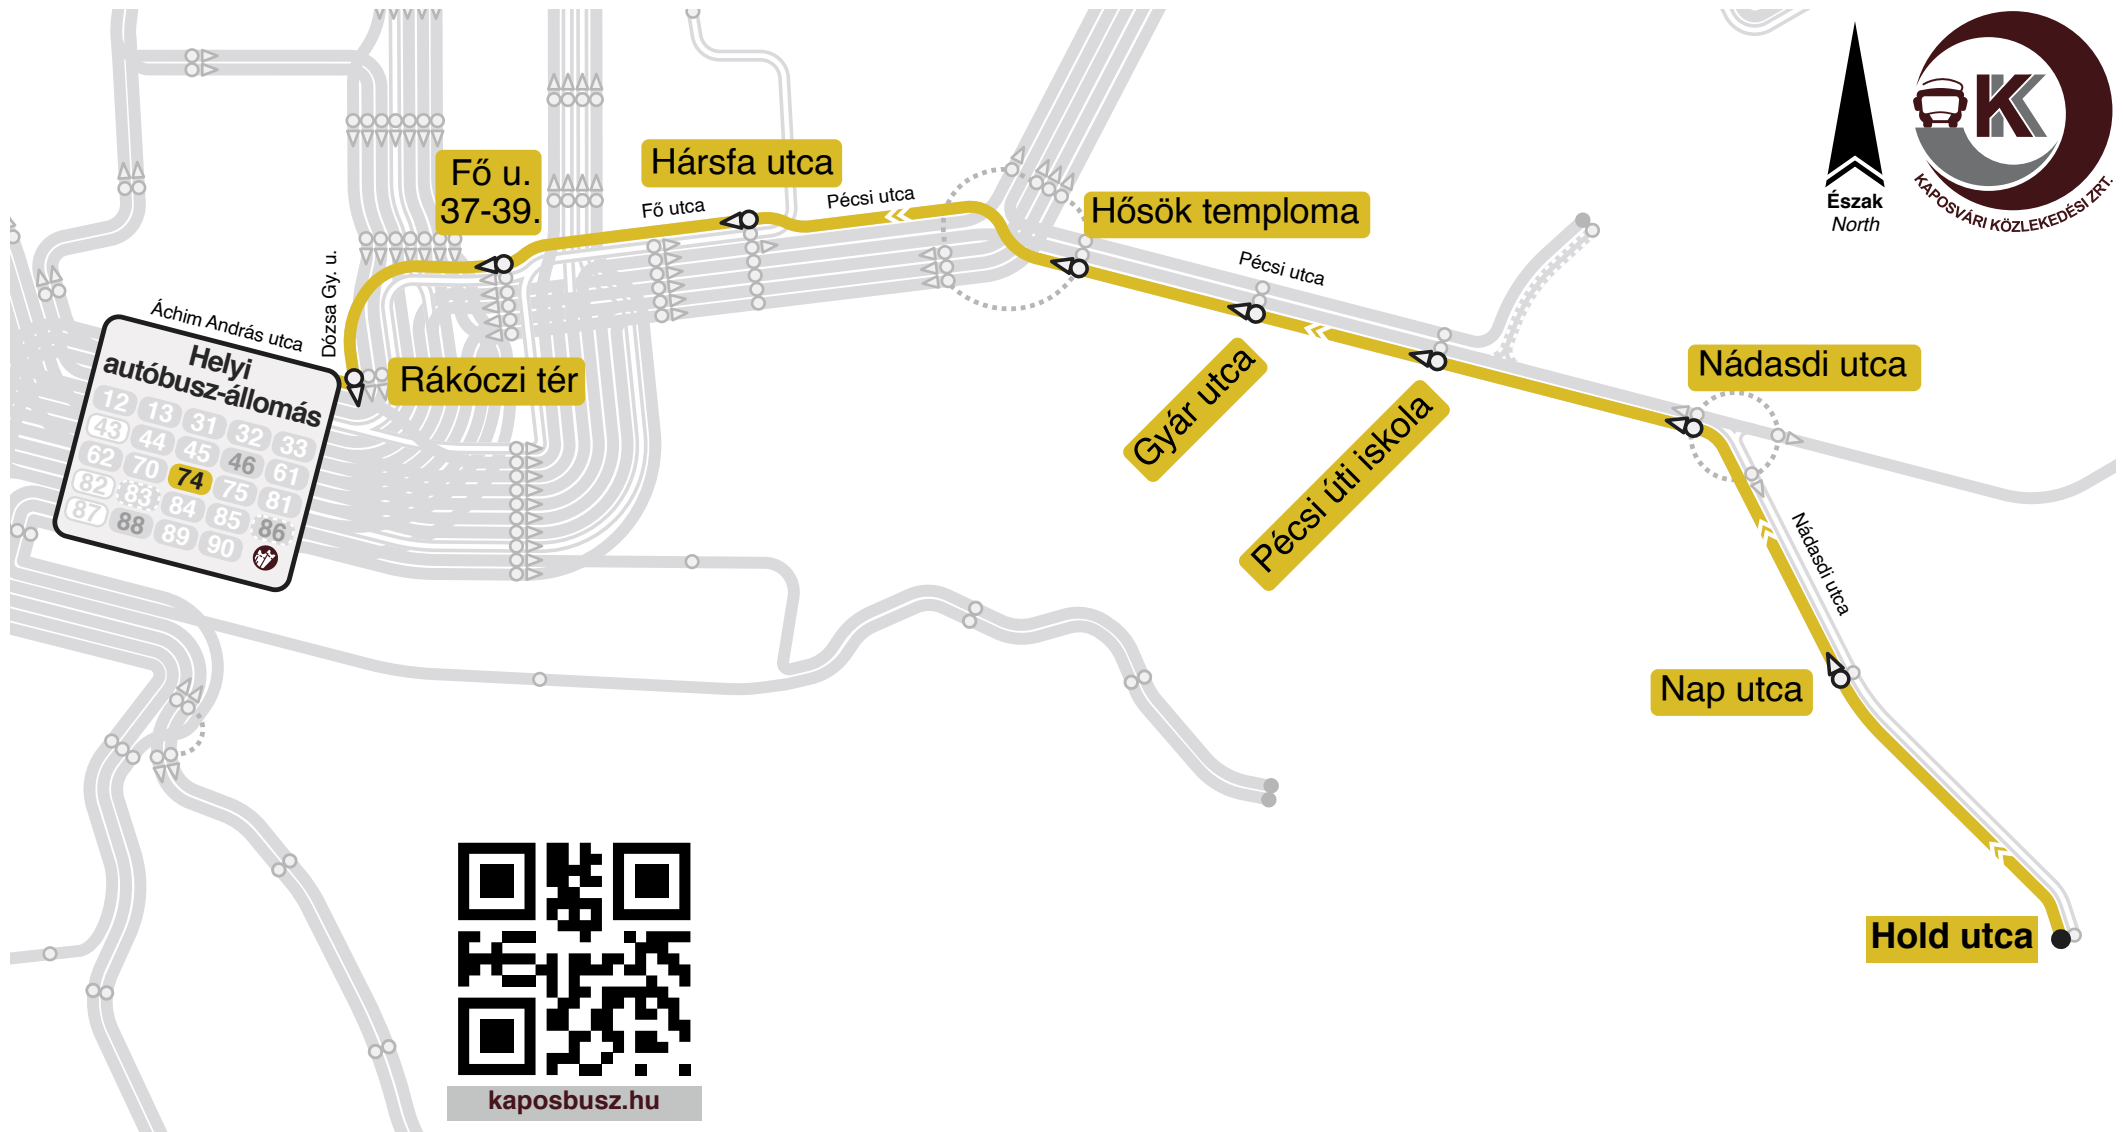 Fő u.
37-39.
Hársfa utca
Fő utca
Pécsi utca
Hősök temploma
Pécsi utca
Észak
North
KAPOSVÁRI KÖZLEKEDÉSI ZRT.
KK
Dózsa Gy. u.
Áchim András utca
Helyi
autóbusz-állomás
12 13 31 32 33
43 44 45 46 61
62 70 74 75 81
82 83 84 85 86
87 88 89 90
Rákóczi tér
Gyár utca
Pécsi úti iskola
Nádasdi utca
Nádasdi utca
Nap utca
Hold utca
kaposbusz.hu